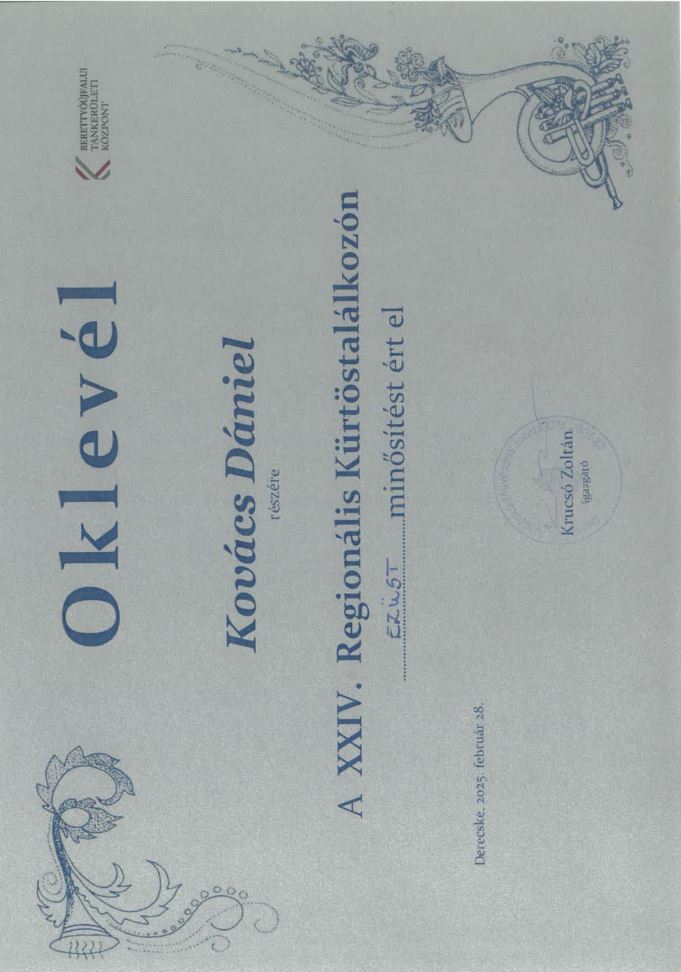 BERETTYÓÚJFALUI
TANKERÜLETI
KÖZPONT
Oklevél
Kovács Dániel
részére
A XXIV. Regionális Kürtöstalálkozón
EZÜST minősítést ért el
Derecske, 2025. február 28.
Krucsó Zoltán
igazgató